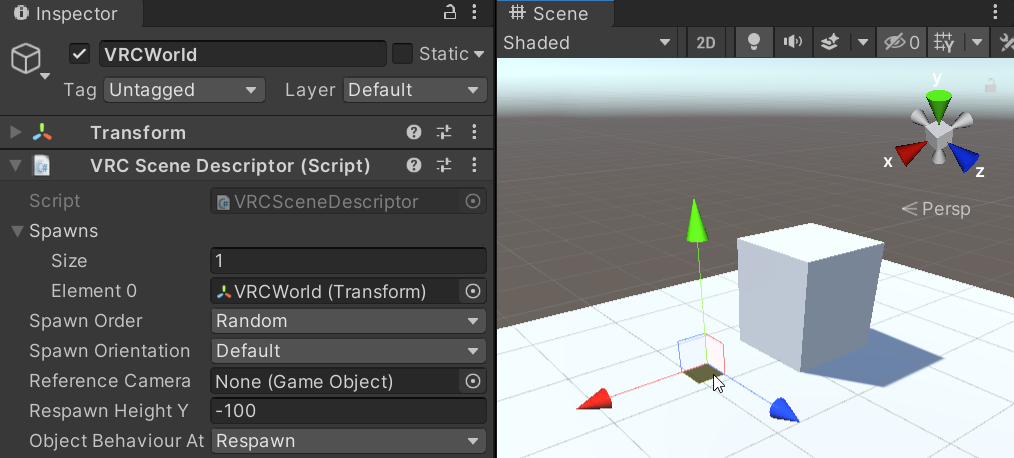 Inspector
VRCWorld
Static
Tag Untagged Layer Default
Transform
VRC Scene Descriptor (Script)
Script VRCSceneDescriptor
Spawns
Size 1
Element 0 VRCWorld (Transform)
Spawn Order Random
Spawn Orientation Default
Reference Camera None (Game Object)
Respawn Height Y -100
Object Behaviour At Respawn
Scene
Shaded 2D 0
y
x
z
Persp